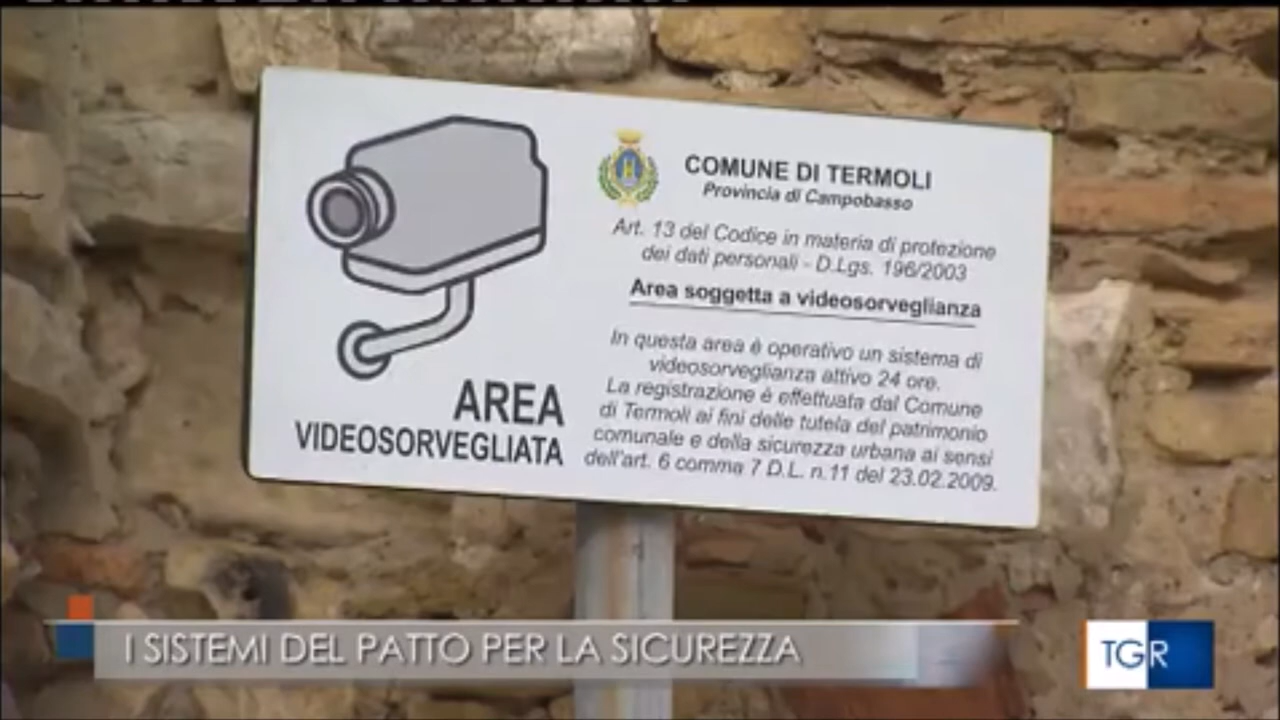 COMUNE DI TERMOLI
Provincia di Campobasso
Art. 13 del Codice in materia di protezione
dei dati personali - D.Lgs. 196/2003
Area soggetta a videosorveglianza
In questa area è operativo un sistema di
videosorveglianza attivo 24 ore.
La registrazione è effettuata dal Comune
di Termoli ai fini delle tutela del patrimonio
comunale e della sicurezza urbana ai sensi
dell'art. 6 comma 7 D.L. n.11 del 23.02.2009.
AREA
VIDEOSORVEGLIATA
I SISTEMI DEL PATTO PER LA SICUREZZA
TGR